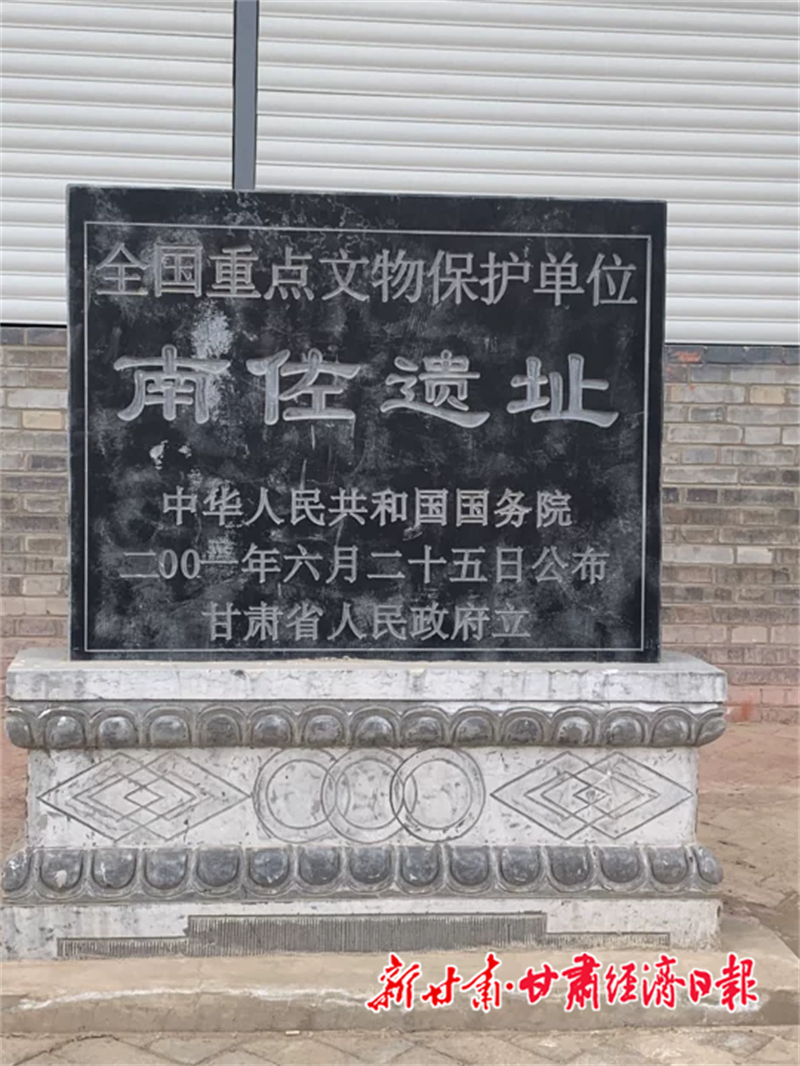 全国重点文物保护单位
南佐遗址
中华人民共和国国务院
二00一年六月二十五日公布
甘肃省人民政府立
新甘肃·甘肃经济日報